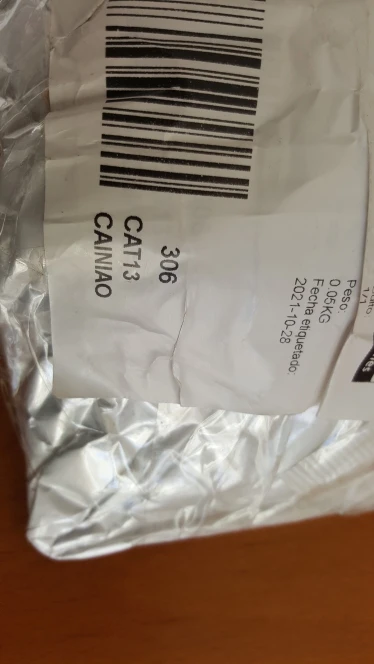 306
CAT13
CAINIAO
1/1
Peso:
0.05KG
Fecha etiquetado:
2021-10-28